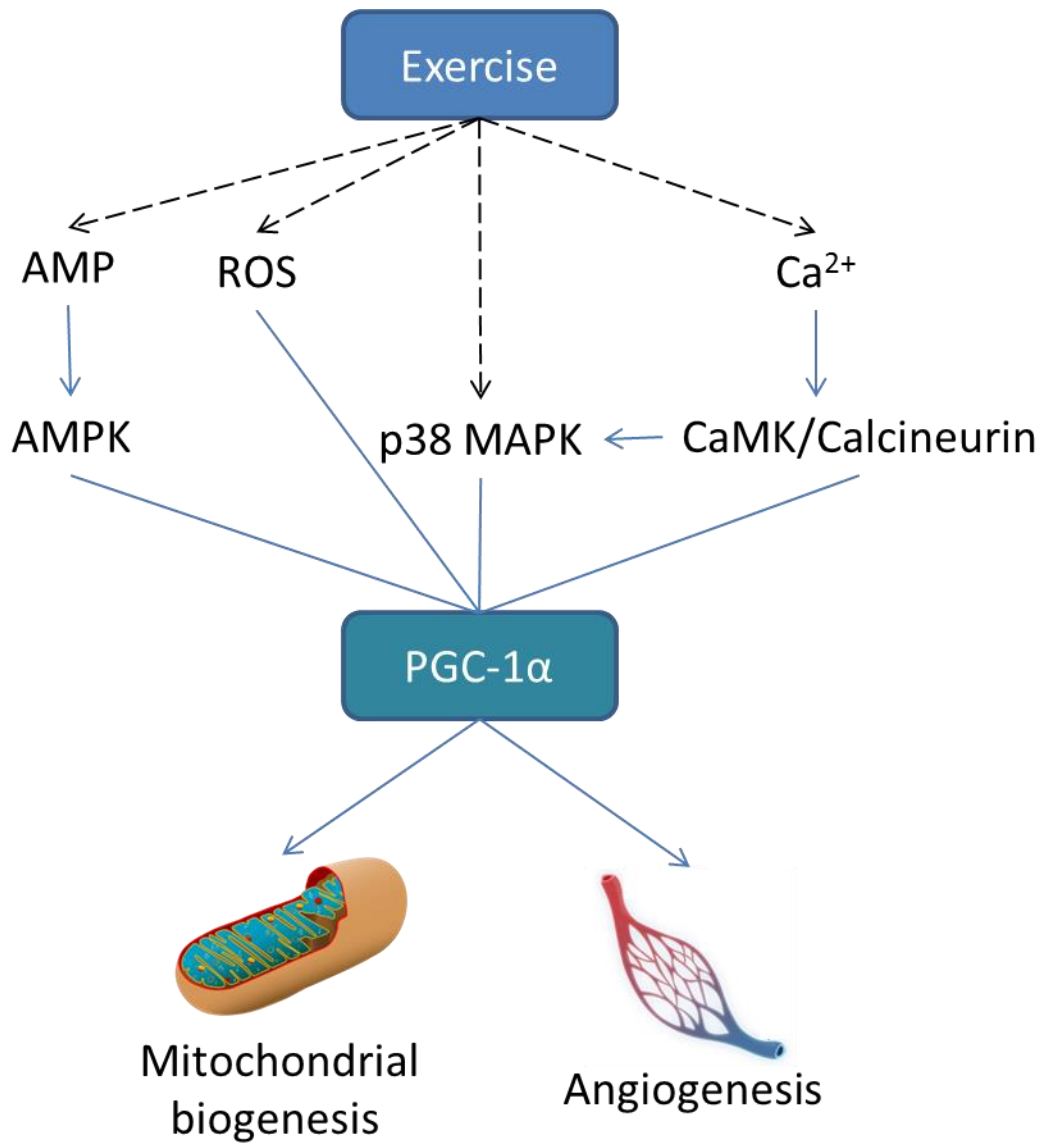 Exercise
AMP
ROS
Ca²⁺
AMPK
p38 MAPK
CaMK/Calcineurin
PGC-1α
Mitochondrial
biogenesis
Angiogenesis